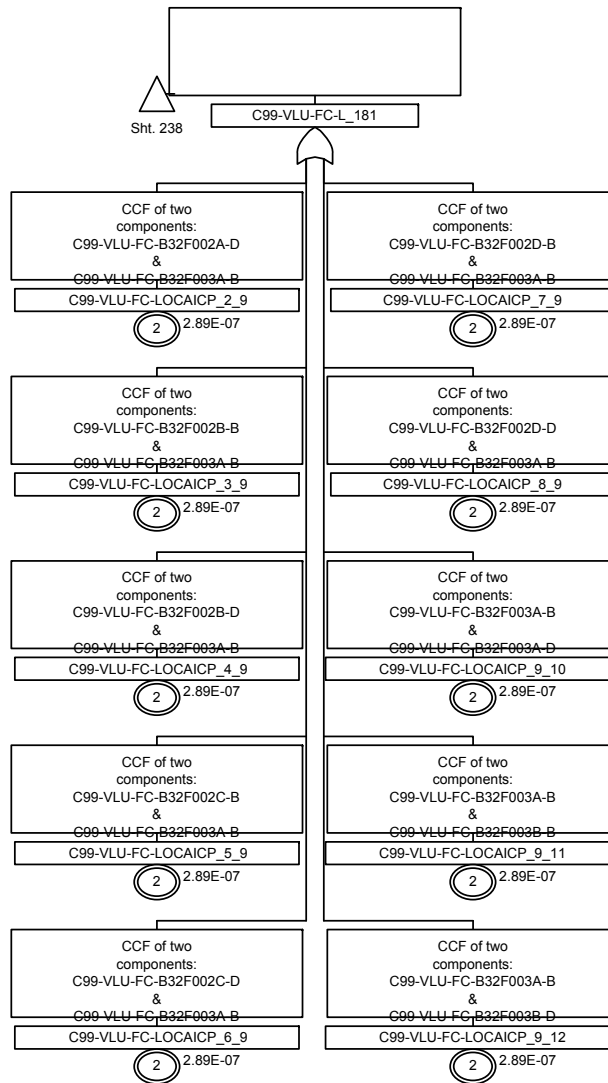 Sht. 238
C99-VLU-FC-L_181
CCF of two
components:
C99-VLU-FC-B32F002A-D
&
C99-VLU-FC-B32F003A-B
C99-VLU-FC-LOCAICP_2_9
2
2.89E-07
CCF of two
components:
C99-VLU-FC-B32F002D-B
&
C99-VLU-FC-B32F003A-B
C99-VLU-FC-LOCAICP_7_9
2
2.89E-07
CCF of two
components:
C99-VLU-FC-B32F002B-B
&
C99-VLU-FC-B32F003A-B
C99-VLU-FC-LOCAICP_3_9
2
2.89E-07
CCF of two
components:
C99-VLU-FC-B32F002D-D
&
C99-VLU-FC-B32F003A-B
C99-VLU-FC-LOCAICP_8_9
2
2.89E-07
CCF of two
components:
C99-VLU-FC-B32F002B-D
&
C99-VLU-FC-B32F003A-B
C99-VLU-FC-LOCAICP_4_9
2
2.89E-07
CCF of two
components:
C99-VLU-FC-B32F003A-B
&
C99-VLU-FC-B32F003A-D
C99-VLU-FC-LOCAICP_9_10
2
2.89E-07
CCF of two
components:
C99-VLU-FC-B32F002C-B
&
C99-VLU-FC-B32F003A-B
C99-VLU-FC-LOCAICP_5_9
2
2.89E-07
CCF of two
components:
C99-VLU-FC-B32F003A-B
&
C99-VLU-FC-B32F003B-B
C99-VLU-FC-LOCAICP_9_11
2
2.89E-07
CCF of two
components:
C99-VLU-FC-B32F002C-D
&
C99-VLU-FC-B32F003A-B
C99-VLU-FC-LOCAICP_6_9
2
2.89E-07
CCF of two
components:
C99-VLU-FC-B32F003A-B
&
C99-VLU-FC-B32F003B-D
C99-VLU-FC-LOCAICP_9_12
2
2.89E-07